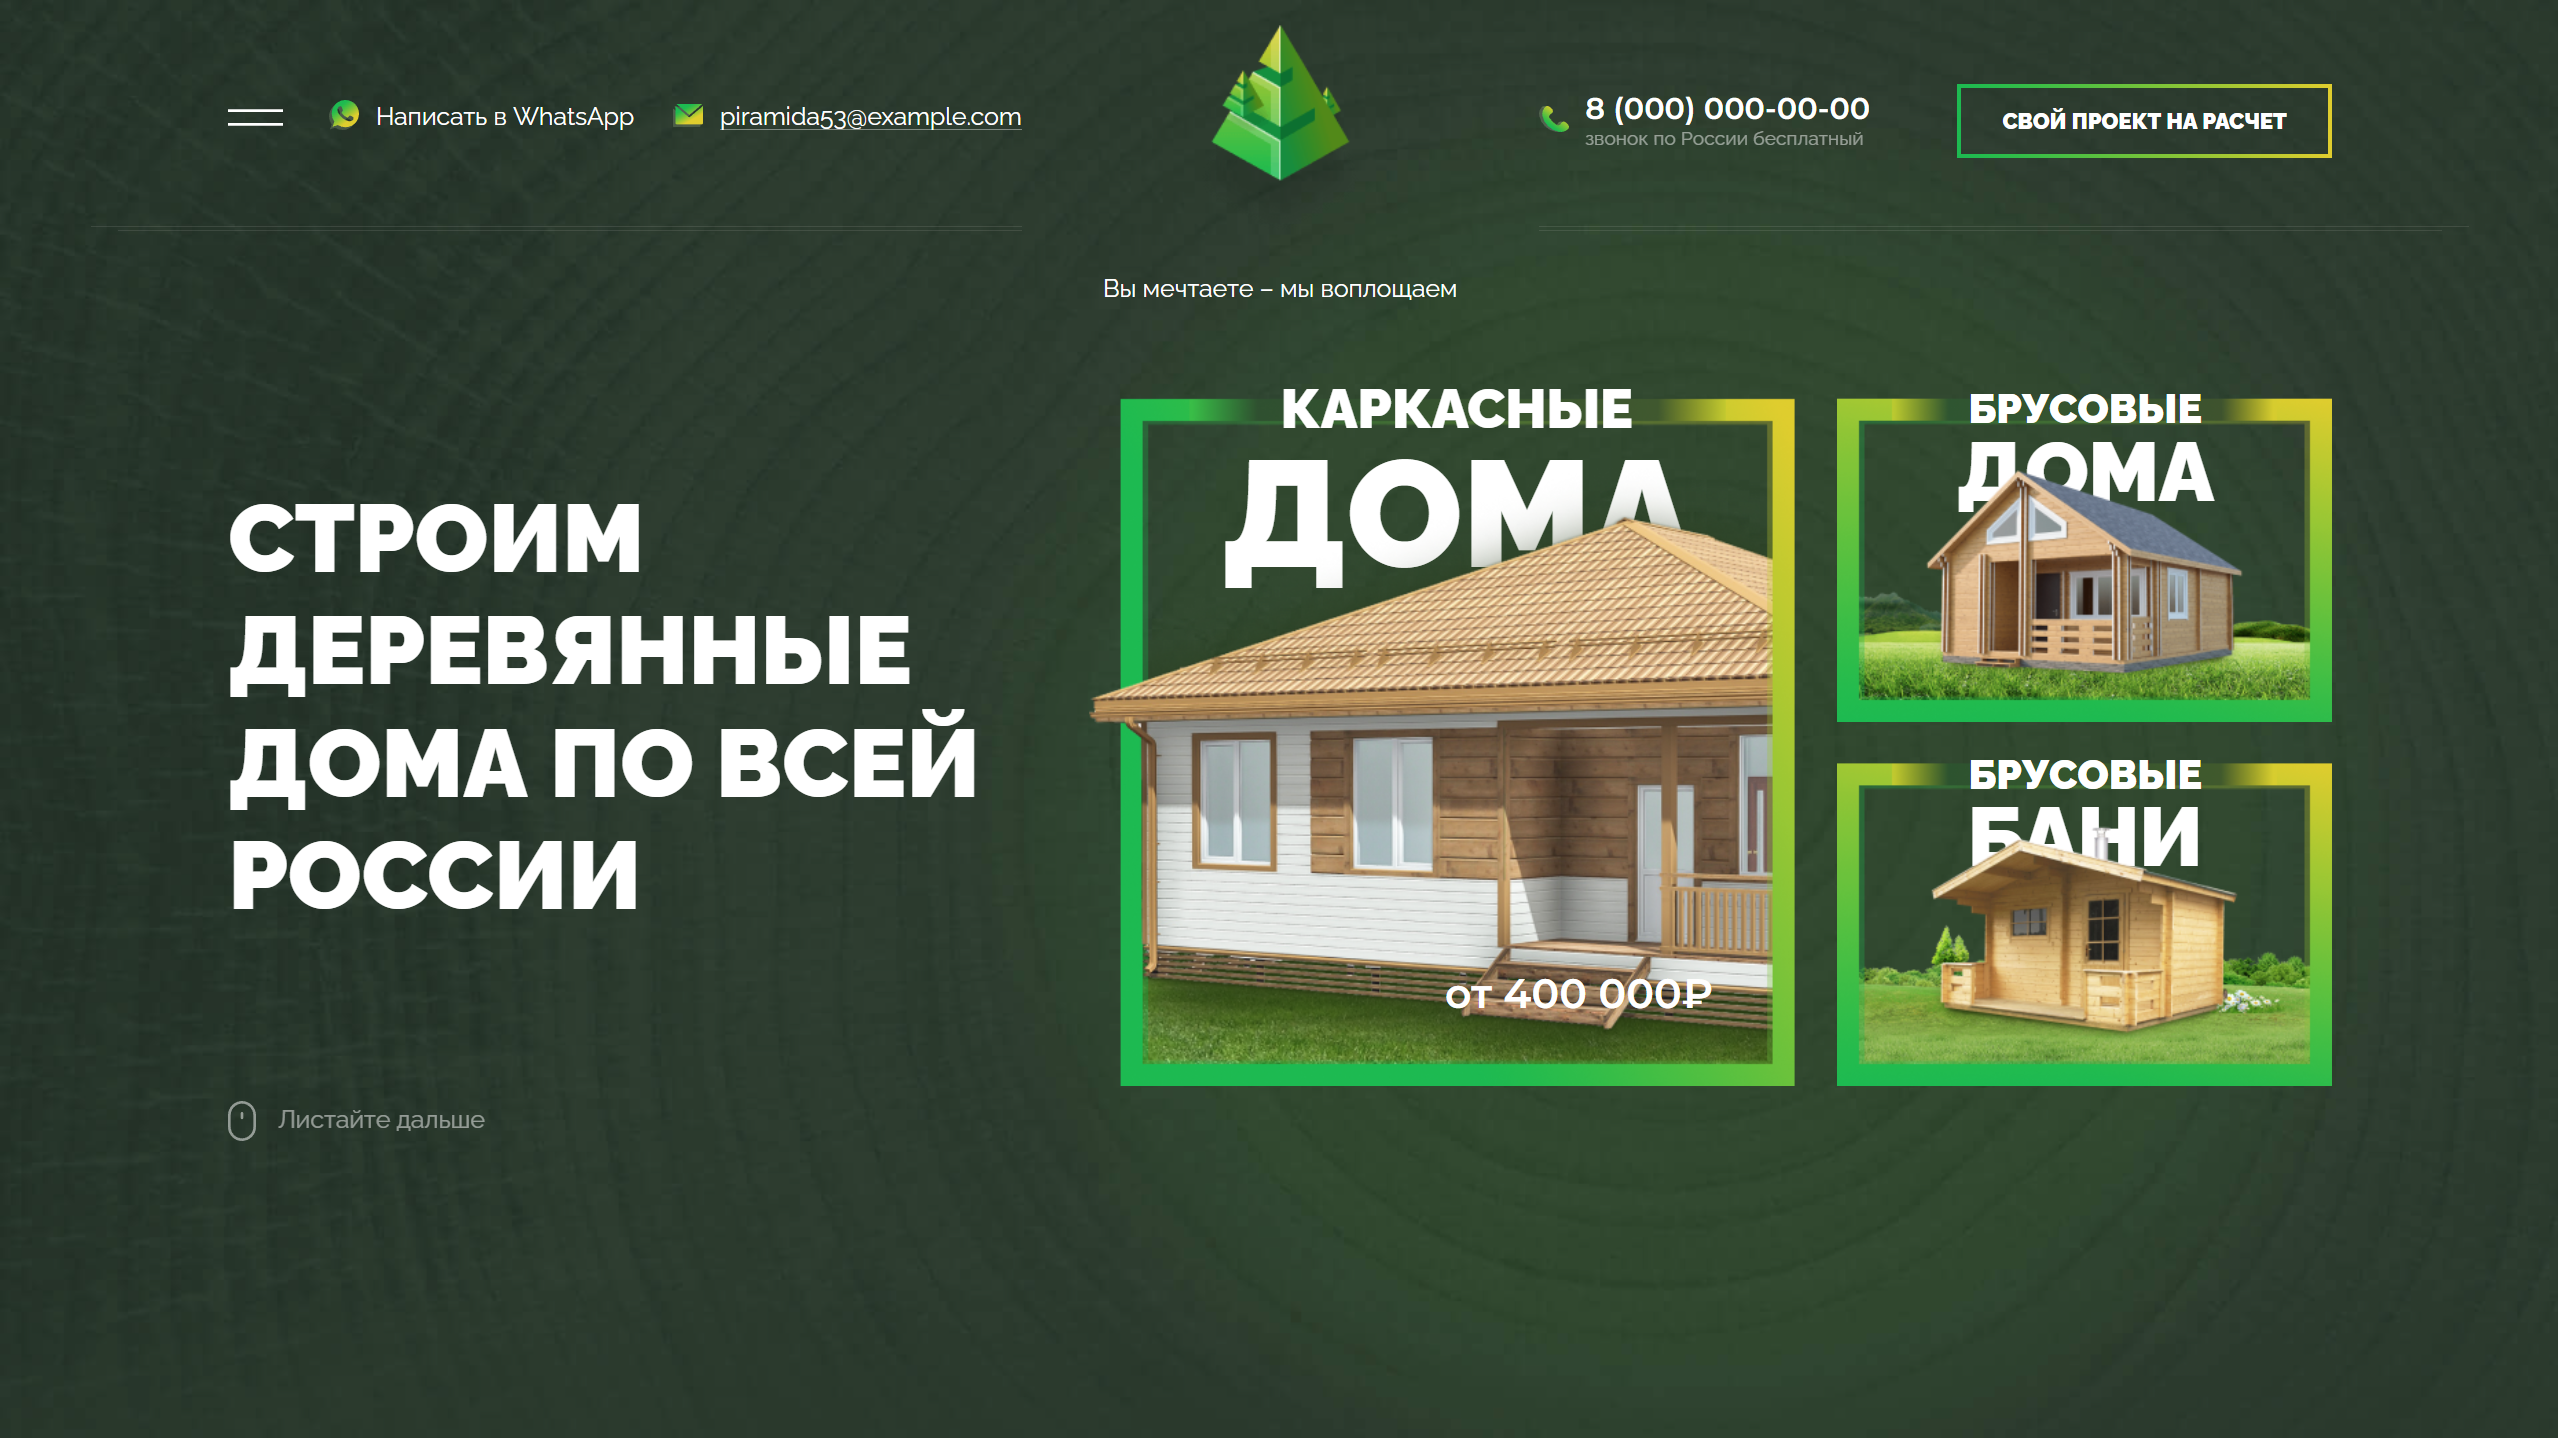 Написать в WhatsApp
piramida53@example.com
8 (000) 000-00-00
звонок по России бесплатный
СВОЙ ПРОЕКТ НА РАСЧЕТ
Вы мечтаете – мы воплощаем
СТРОИМ
ДЕРЕВЯННЫЕ
ДОМА ПО ВСЕЙ
РОССИИ
КАРКАСНЫЕ
ДОМА
от 400 000₽
БРУСОВЫЕ
ДОМА
БРУСОВЫЕ
БАНИ
Листайте дальше